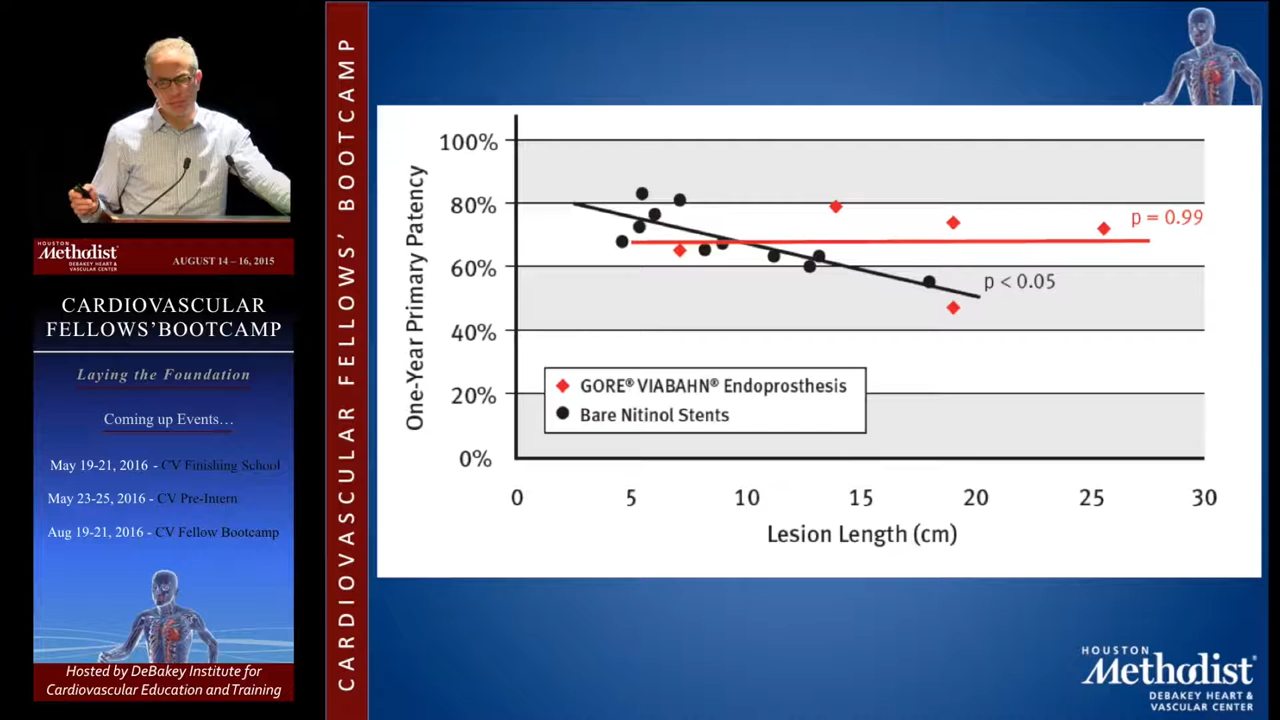 HOUSTON
Methodist
DEBAKEY HEART &
VASCULAR CENTER
AUGUST 14 – 16, 2015
CARDIOVASCULAR
FELLOWS’BOOTCAMP
Laying the Foundation
Coming up Events…
May 19-21, 2016 - CV Finishing School
May 23-25, 2016 - CV Pre-Intern
Aug 19-21, 2016 - CV Fellow Bootcamp
Hosted by DeBakey Institute for
Cardiovascular Education and Training
CARDIOVASCULAR FELLOWS’ BOOTCAMP
One-Year Primary Patency
100%
80%
60%
40%
20%
0%
p = 0.99
p < 0.05
GORE® VIABAHN® Endoprosthesis
Bare Nitinol Stents
0 5 10 15 20 25 30
Lesion Length (cm)
HOUSTON
Methodist
DEBAKEY HEART &
VASCULAR CENTER